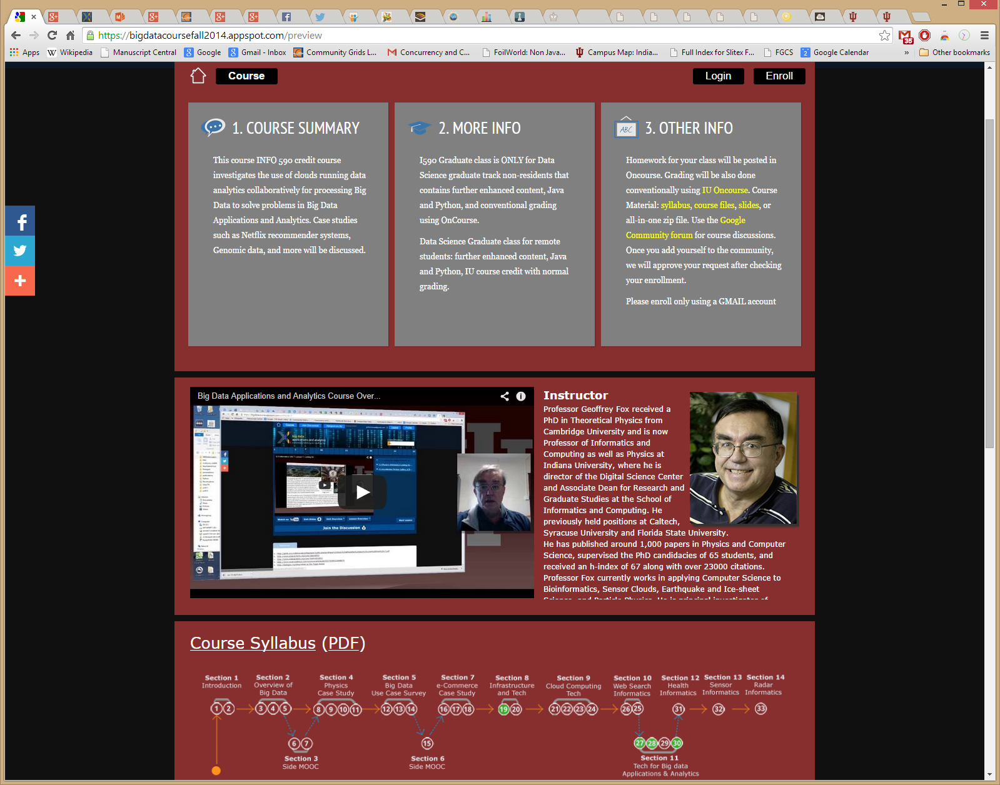 https://bigdatacoursefall2014.appspot.com/preview
35
Apps
Wikipedia
Manuscript Central
Google
Gmail - Inbox
Community Grids L...
Concurrency and C...
FoilWorld: Non Java...
Campus Map: India...
Full Index for Slitex F...
FGCS
Google Calendar
»
Other bookmarks
Course
Login
Enroll
1. COURSE SUMMARY
This course INFO 590 credit course
investigates the use of clouds running data
analytics collaboratively for processing Big
Data to solve problems in Big Data
Applications and Analytics. Case studies
such as Netflix recommender systems,
Genomic data, and more will be discussed.
2. MORE INFO
I590 Graduate class is ONLY for Data
Science graduate track non-residents that
contains further enhanced content, Java
and Python, and conventional grading
using OnCourse.
Data Science Graduate class for remote
students: further enhanced content, Java
and Python, IU course credit with normal
grading.
ABC
3. OTHER INFO
Homework for your class will be posted in
Oncourse. Grading will be also done
conventionally using IU Oncourse. Course
Material: syllabus, course files, slides, or
all-in-one zip file. Use the Google
Community forum for course discussions.
Once you add yourself to the community,
we will approve your request after checking
your enrollment.
Please enroll only using a GMAIL account
Big Data Applications and Analytics Course Over...
big data
applications and analytics
Join the Discussion
Instructor
Professor Geoffrey Fox received a
PhD in Theoretical Physics from
Cambridge University and is now
Professor of Informatics and
Computing as well as Physics at
Indiana University, where he is
director of the Digital Science Center
and Associate Dean for Research and
Graduate Studies at the School of
Informatics and Computing. He
previously held positions at Caltech,
Syracuse University and Florida State University.
He has published around 1,000 papers in Physics and Computer
Science, supervised the PhD candidacies of 65 students, and
received an h-index of 67 along with over 23000 citations.
Professor Fox currently works in applying Computer Science to
Bioinformatics, Sensor Clouds, Earthquake and Ice-sheet
Science, and Particle Physics. He is principal investigator of
Course Syllabus (PDF)
Section 1
Introduction
1 2
Section 2
Overview of
Big Data
3 4 5
Section 4
Physics
Case Study
8 9 10 11
Section 5
Big Data
Use Case Survey
12 13 14
Section 7
e-Commerce
Case Study
16 17 18
Section 8
Infrastructure
and Tech
19 20
Section 9
Cloud Computing
Tech
21 22 23 24
Section 10
Web Search
Informatics
26 25
Section 12
Health
Informatics
31
Section 13
Sensor
Informatics
32
Section 14
Radar
Informatics
33
6 7
Section 3
Side MOOC
15
Section 6
Side MOOC
27 28 29 30
Section 11
Tech for Big data
Applications & Analytics